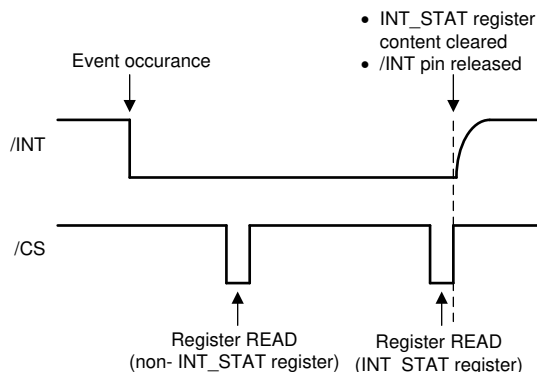 • INT_STAT register
content cleared
• /INT pin released
Event occurance
/INT
/CS
Register READ
(non- INT_STAT register)
Register READ
(INT_STAT register)